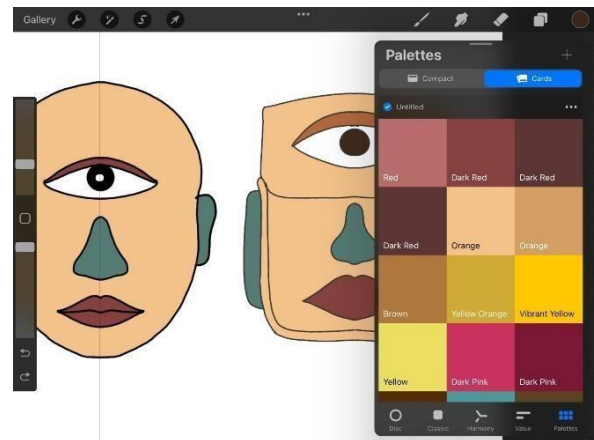 Gallery
Palettes
Compact Cards
Untitled
Red Dark Red Dark Red
Dark Red Orange Orange
Brown Yellow Orange Vibrant Yellow
Yellow Dark Pink Dark Pink
Disc Classic Harmony Value Palettes